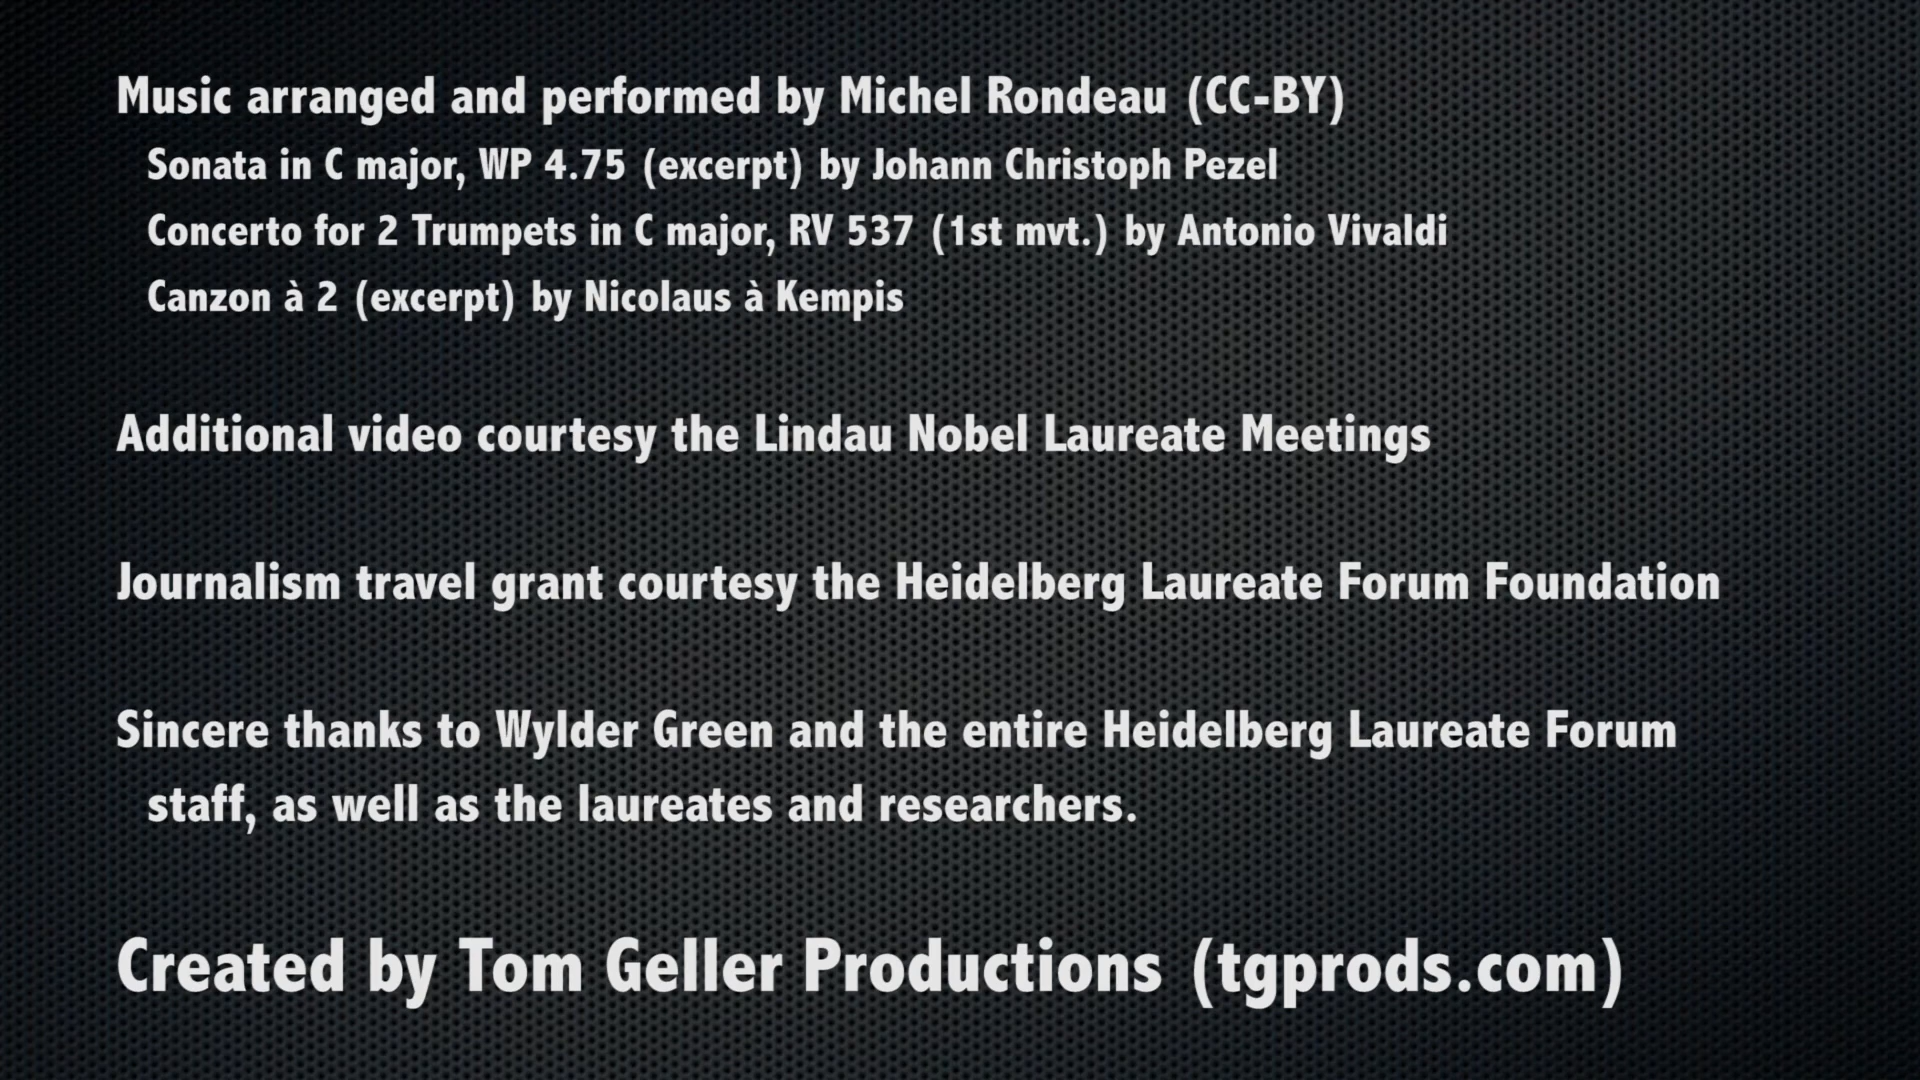 Music arranged and performed by Michel Rondeau (CC-BY)
Sonata in C major, WP 4.75 (excerpt) by Johann Christoph Pezel
Concerto for 2 Trumpets in C major, RV 537 (1st mvt.) by Antonio Vivaldi
Canzon à 2 (excerpt) by Nicolaus à Kempis
Additional video courtesy the Lindau Nobel Laureate Meetings
Journalism travel grant courtesy the Heidelberg Laureate Forum Foundation
Sincere thanks to Wylder Green and the entire Heidelberg Laureate Forum
staff, as well as the laureates and researchers.
Created by Tom Geller Productions (tgprods.com)